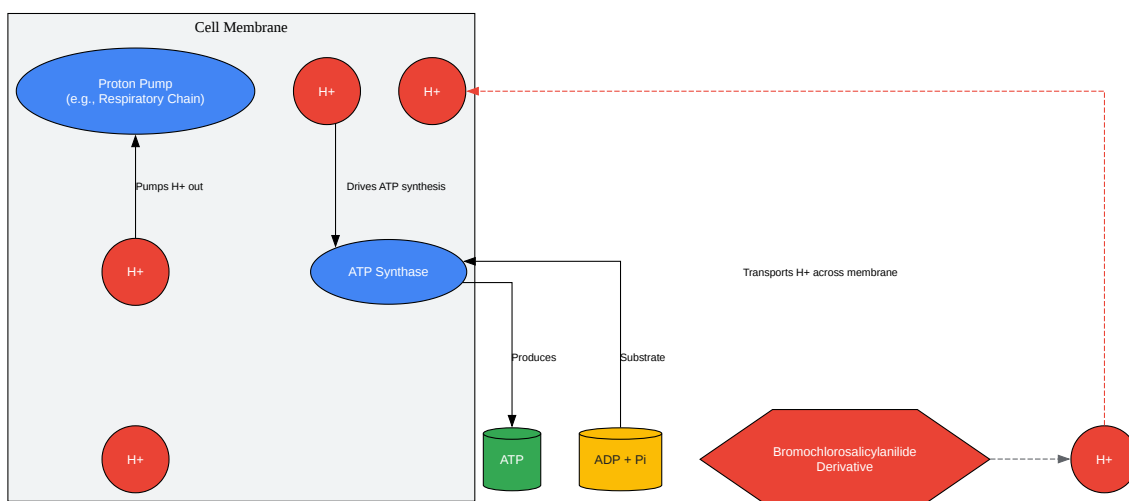 Cell Membrane
Proton Pump
(e.g., Respiratory Chain)
H+
H+
Pumps H+ out
Drives ATP synthesis
H+
ATP Synthase
Transports H+ across membrane
Produces
Substrate
H+
ATP
ADP + Pi
Bromochlorosalicylanilide
Derivative
H+